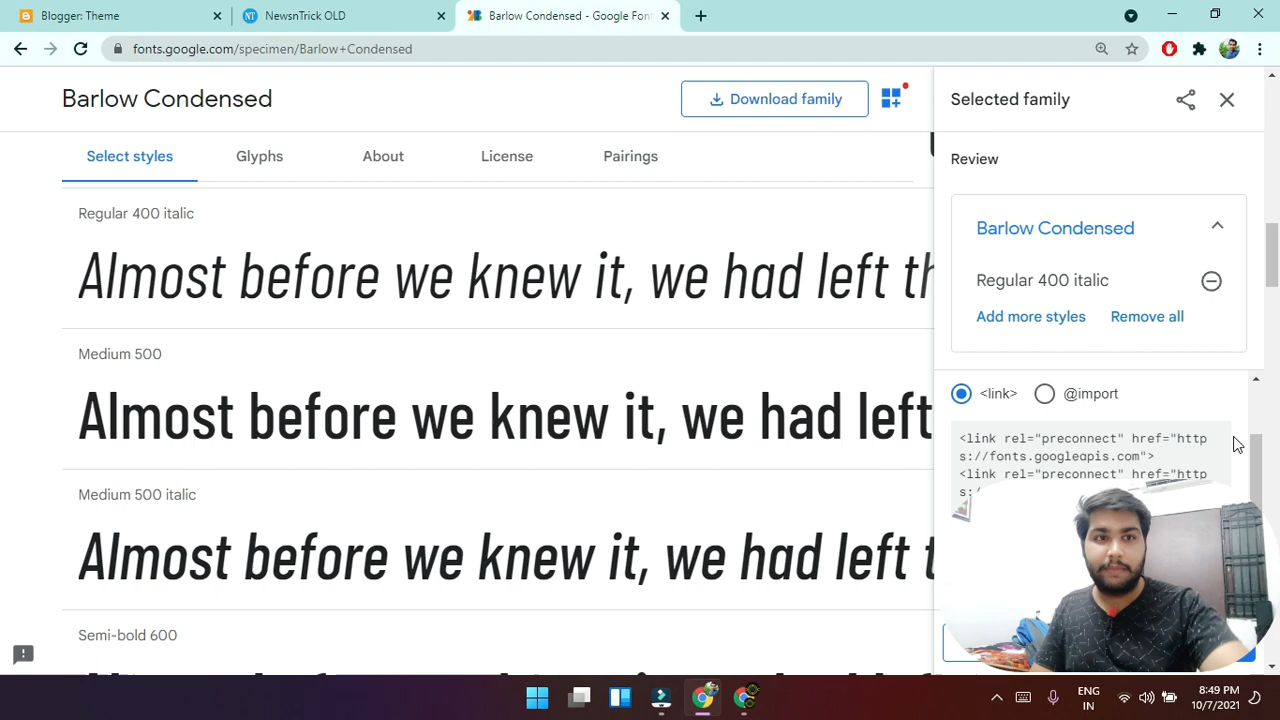 Blogger: Theme
NewsnTrick OLD
Barlow Condensed - Google Fon
fonts.google.com/specimen/Barlow+Condensed
Barlow Condensed
Download family
Selected family
Select styles
Glyphs
About
License
Pairings
Review
Regular 400 italic
Almost before we knew it, we had left th
Medium 500
Almost before we knew it, we had left
Medium 500 italic
Almost before we knew it, we had left t
Semi-bold 600
Barlow Condensed
Regular 400 italic
Add more styles
Remove all
<link>
@import
<link rel="preconnect" href="http
s://fonts.googleapis.com">
<link rel="preconnect" href="http
s:/
ENG
IN
8:49 PM
10/7/2021